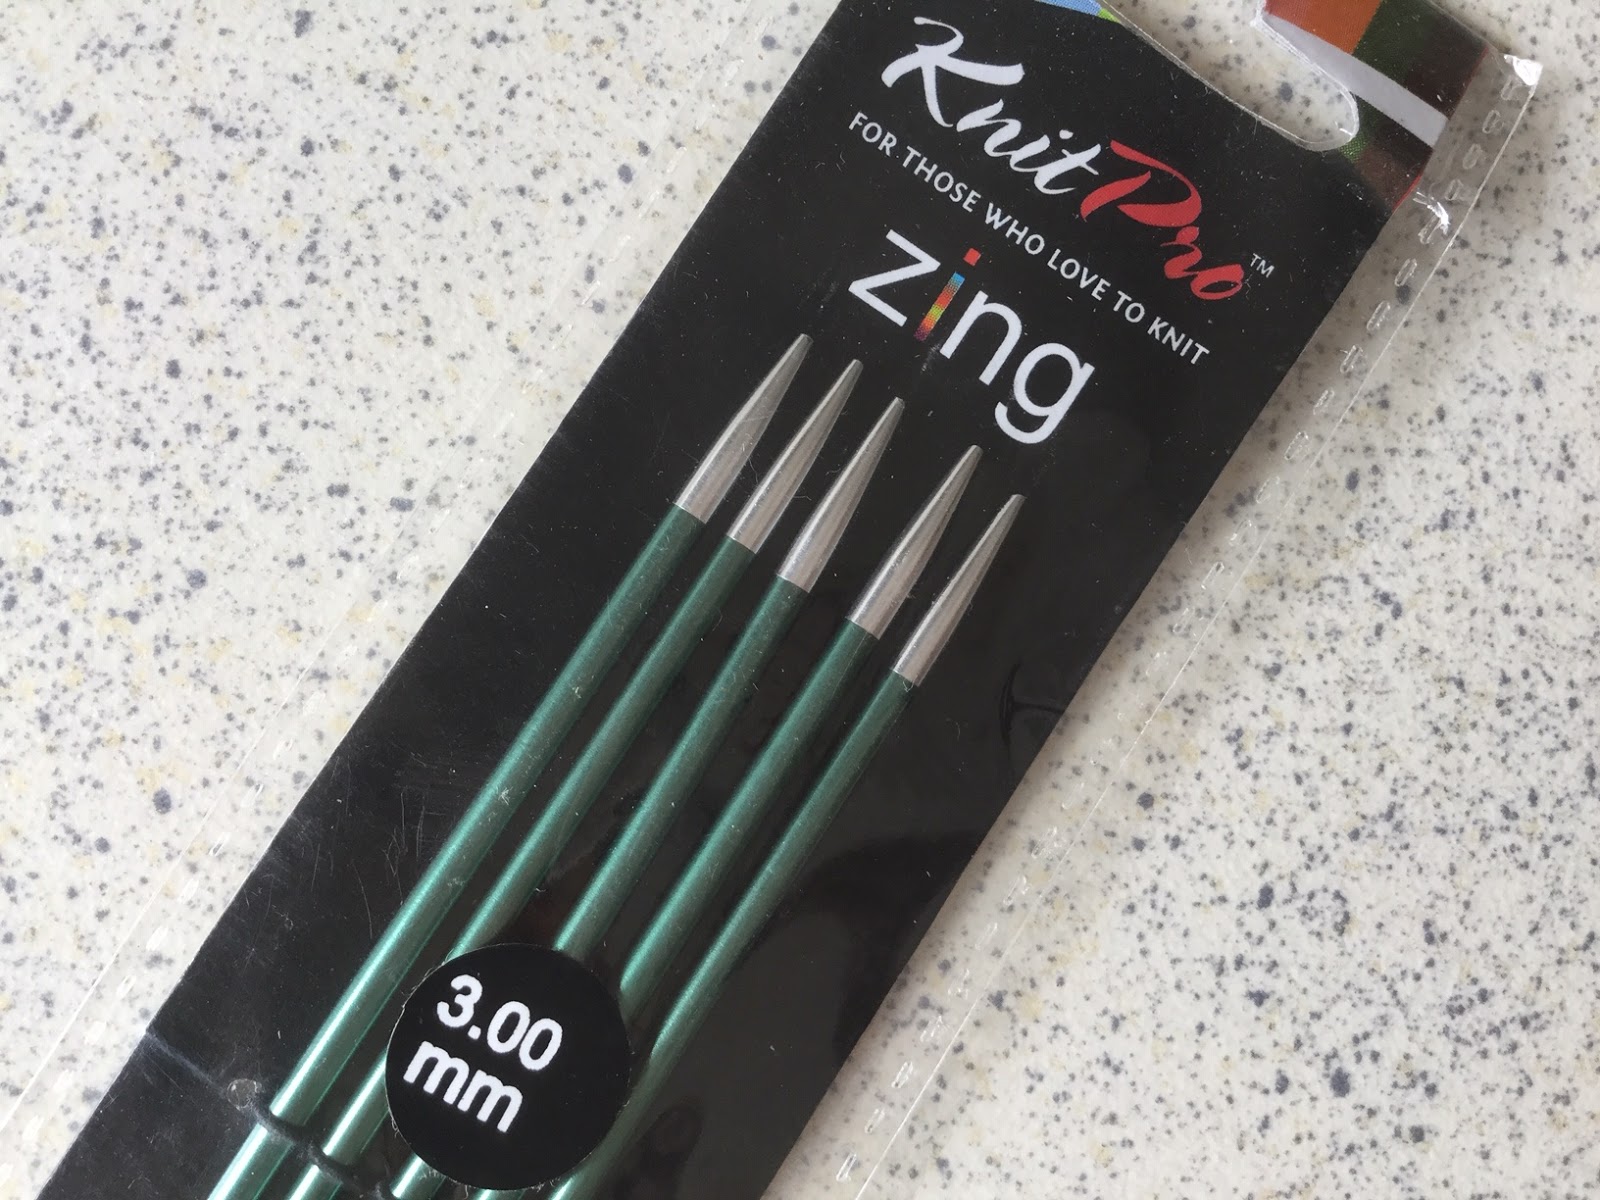 KnitPro™
FOR THOSE WHO LOVE TO KNIT
zing
3.00
mm